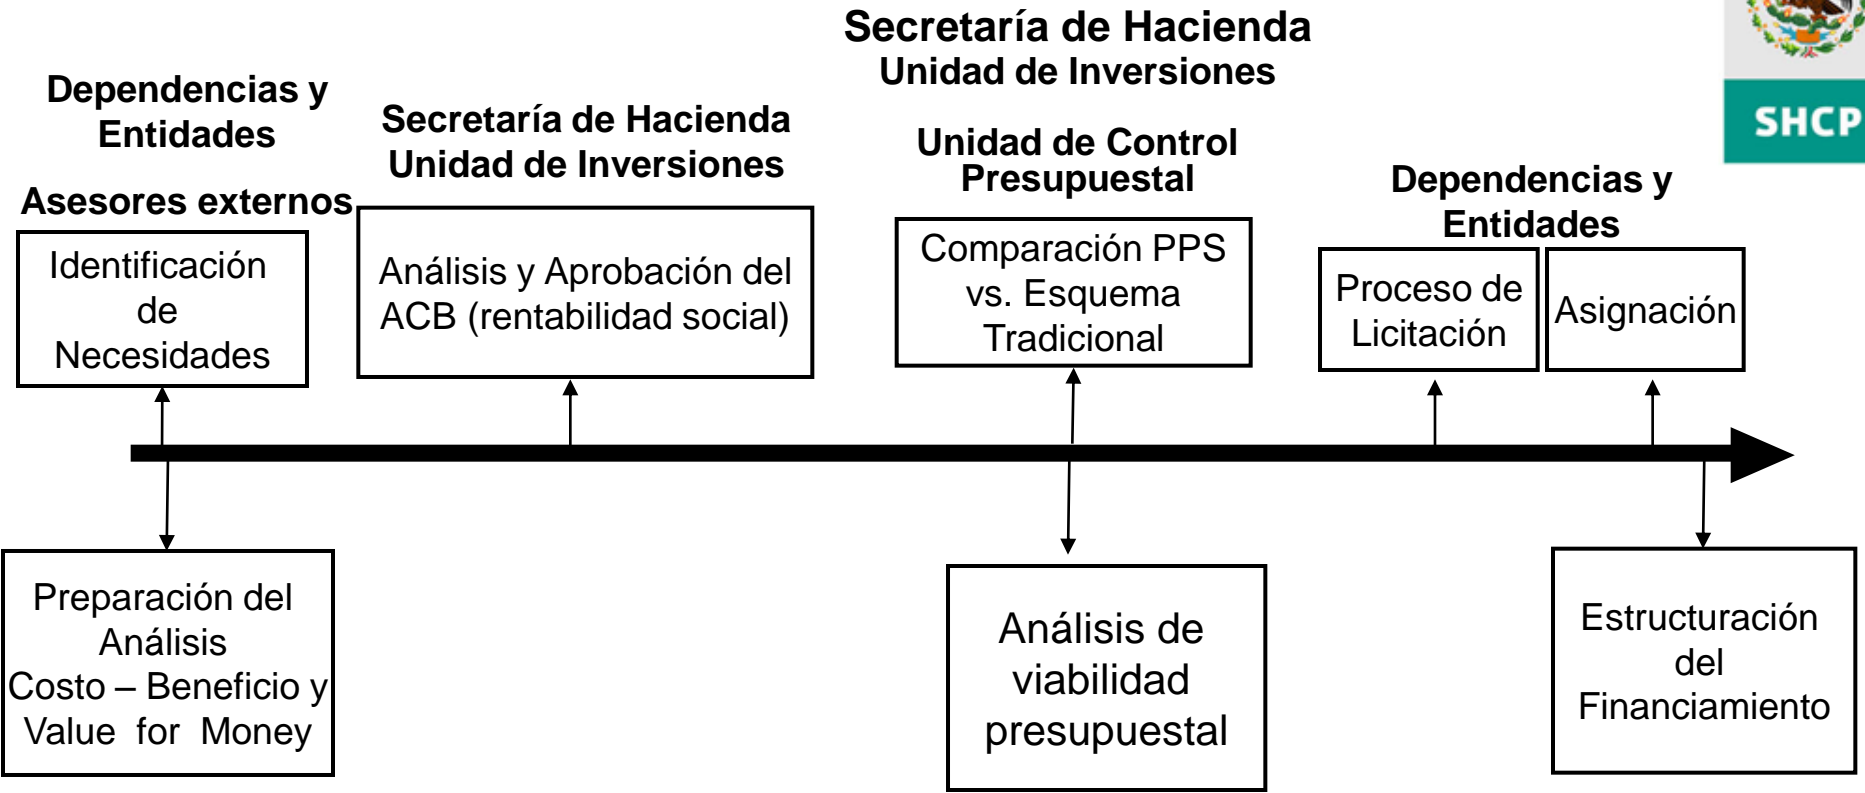 Dependencias y
Entidades
Asesores externos
Identificación
de
Necesidades
Preparación del
Análisis
Costo – Beneficio y
Value for Money
Secretaría de Hacienda
Unidad de Inversiones
Análisis y Aprobación del
ACB (rentabilidad social)
Secretaría de Hacienda
Unidad de Inversiones
Unidad de Control
Presupuestal
Comparación PPS
vs. Esquema
Tradicional
Análisis de
viabilidad
presupuestal
Dependencias y
Entidades
Proceso de
Licitación
Asignación
Estructuración
del
Financiamiento
SHCP